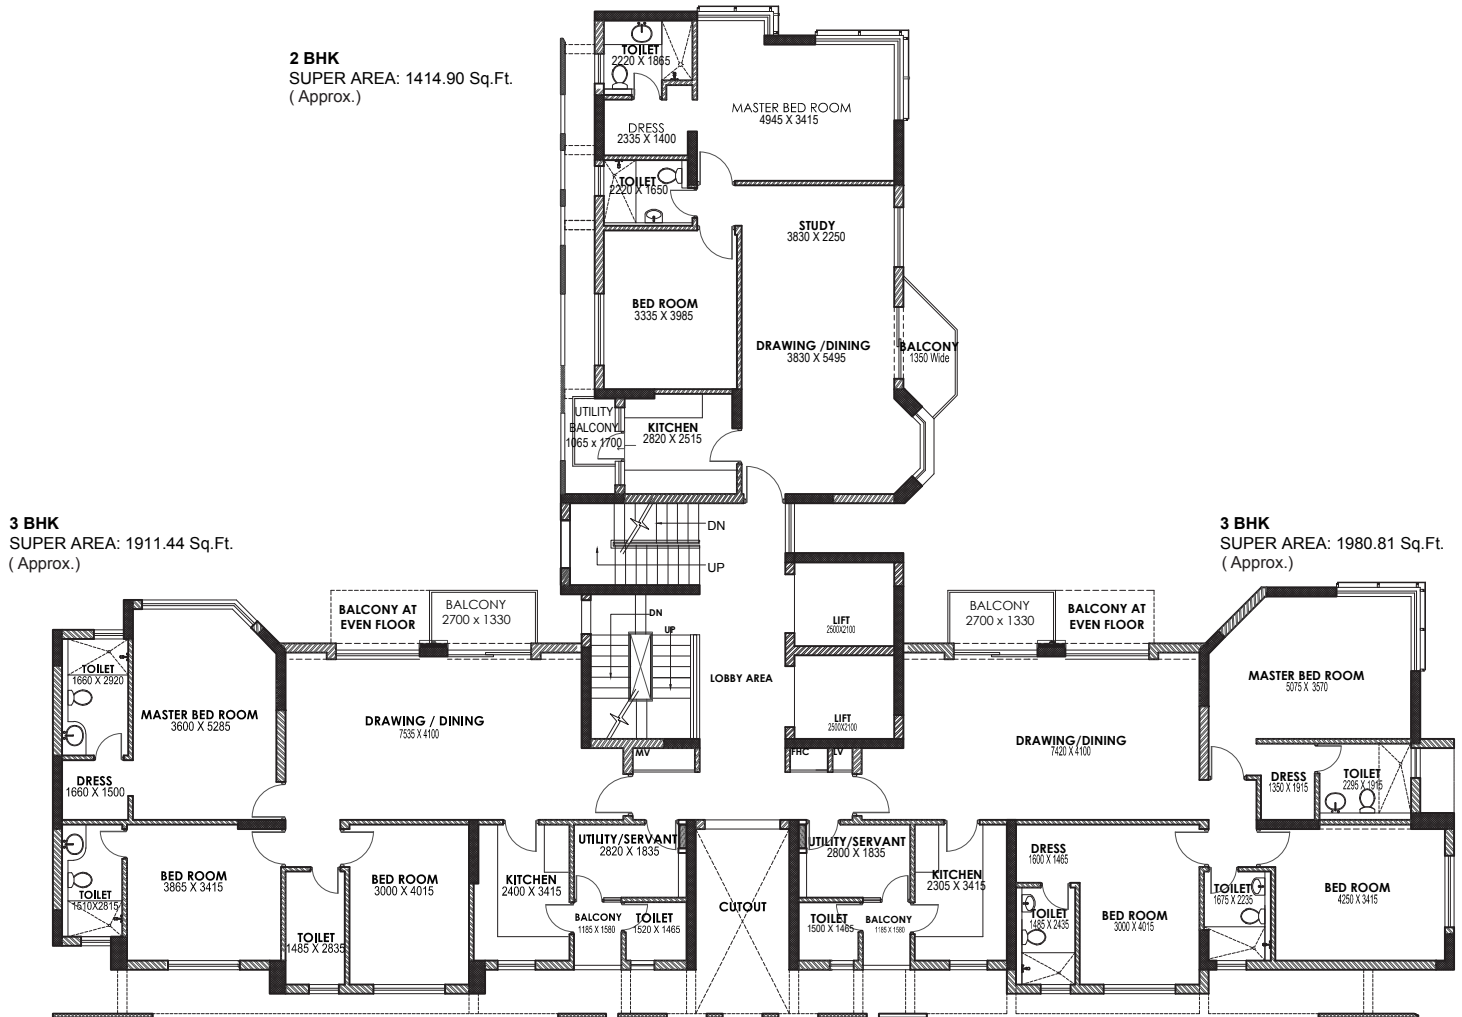 2 BHK
SUPER AREA: 1414.90 Sq.Ft.
( Approx.)
TOILET
2220 X 1865
MASTER BED ROOM
4945 X 3415
DRESS
2335 X 1400
TOILET
2220 X 1650
STUDY
3830 X 2250
BED ROOM
3335 X 3985
DRAWING /DINING
3830 X 5495
BALCONY
1350 Wide
UTILITY
BALCONY
1065 x 1700
KITCHEN
2820 X 2515
DN
UP
3 BHK
SUPER AREA: 1911.44 Sq.Ft.
( Approx.)
3 BHK
SUPER AREA: 1980.81 Sq.Ft.
( Approx.)
BALCONY AT
EVEN FLOOR
BALCONY
2700 x 1330
DN
UP
LIFT
2500X2100
LOBBY AREA
LIFT
2500X2100
BALCONY
2700 x 1330
BALCONY AT
EVEN FLOOR
TOILET
1660 X 2920
MASTER BED ROOM
3600 X 5285
DRAWING / DINING
7535 X 4100
DRESS
1660 X 1500
MV
FHC
LV
DRAWING/DINING
7420 X 4100
MASTER BED ROOM
5075 X 3570
DRESS
1350 X 1915
TOILET
2295 X 1915
TOILET
1510X2815
BED ROOM
3865 X 3415
TOILET
1485 X 2835
BED ROOM
3000 X 4015
KITCHEN
2400 X 3415
UTILITY/SERVANT
2820 X 1835
BALCONY
1185 X 1580
TOILET
1520 X 1465
CUTOUT
UTILITY/SERVANT
2800 X 1835
TOILET
1500 X 1465
BALCONY
1185 X 1580
KITCHEN
2305 X 3415
DRESS
1600 X 1465
TOILET
1485 X 2435
BED ROOM
3000 X 4015
TOILET
1675 X 2235
BED ROOM
4250 X 3415